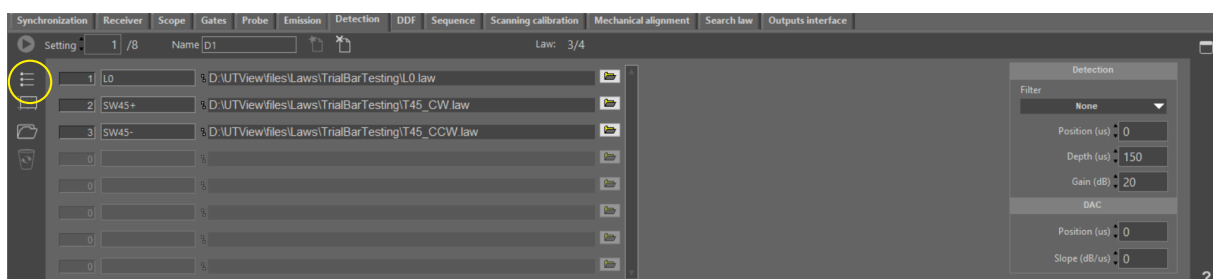 Synchronization Receiver Scope Gates Probe Emission Detection DDF Sequence Scanning calibration Mechanical alignment Search law Outputs interface
Setting 1 /8 Name D1 Law: 3/4
Detection
1 L0 % D:\UTView\files\Laws\TrialBarTesting\L0.law
Filter
None
2 SW45+ % D:\UTView\files\Laws\TrialBarTesting\T45_CW.law
3 SW45- % D:\UTView\files\Laws\TrialBarTesting\T45_CCW.law
Position (us) 0
0 %
Depth (us) 150
0 %
Gain (dB) 20
0 %
DAC
0 %
Position (us) 0
0 %
Slope (dB/us) 0
?